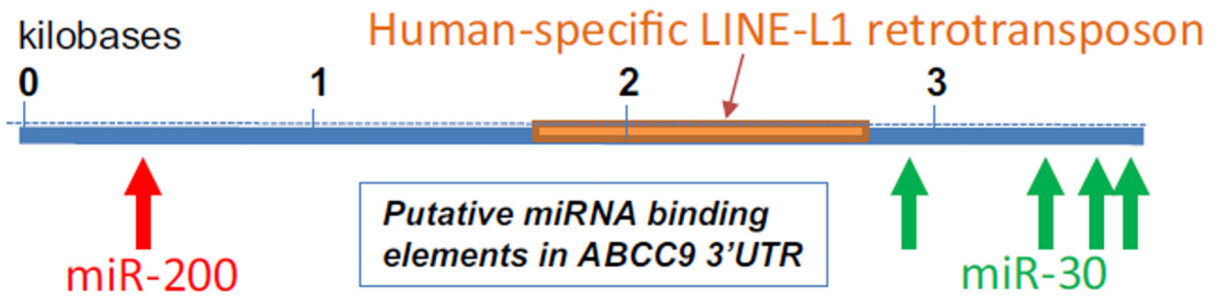 kilobases
Human-specific LINE-L1 retrotransposon
0 1 2 3
Putative miRNA binding
elements in ABCC9 3'UTR
miR-200
miR-30